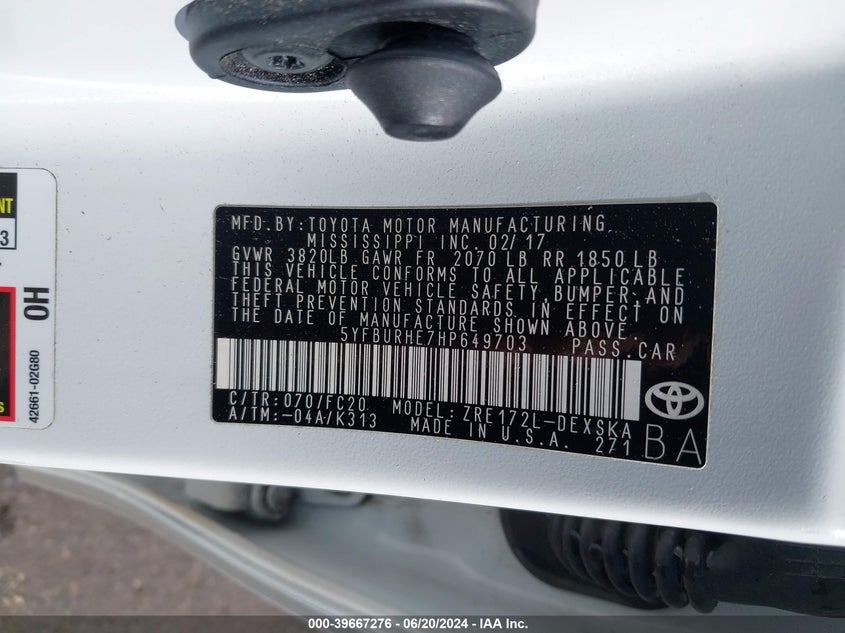 NT
3
HO
42661-02G80
s
MFD. BY: TOYOTA MOTOR MANUFACTURING
MISSISSIPPI INC. 02/17
GVWR 3820LB GAWR FR 2070 LB RR 1850 LB
THIS VEHICLE CONFORMS TO ALL APPLICABLE
FEDERAL MOTOR VEHICLE SAFETY, BUMPER, AND
THEFT PREVENTION STANDARDS IN EFFECT ON
THE DATE OF MANUFACTURE SHOWN ABOVE.
5YFBURHE7HP649703 PASS.CAR
C/TR: 070/FC20 MODEL: ZRE172L-DEXSKA
A/TM: -04A/K313 MADE IN U.S.A. 271
BA
000-39667276 - 06/20/2024 - IAA Inc.